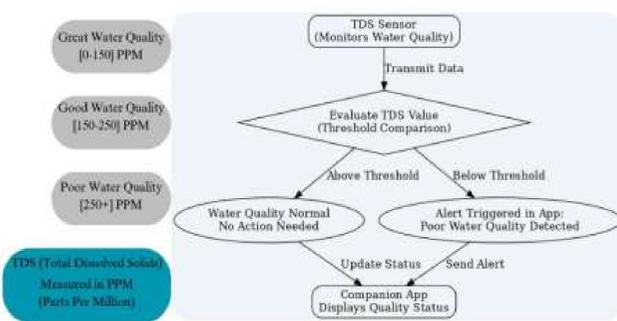 Great Water Quality
[0-150] PPM
Good Water Quality
[150-250] PPM
Poor Water Quality
[250+] PPM
TDS (Total Dissolved Solids)
Measured in PPM
(Parts Per Million)
TDS Sensor
(Monitors Water Quality)
Transmit Data
Evaluate TDS Value
(Threshold Comparison)
Above Threshold
Below Threshold
Water Quality Normal
No Action Needed
Alert Triggered in App:
Poor Water Quality Detected
Update Status
Send Alert
Companion App
Displays Quality Status